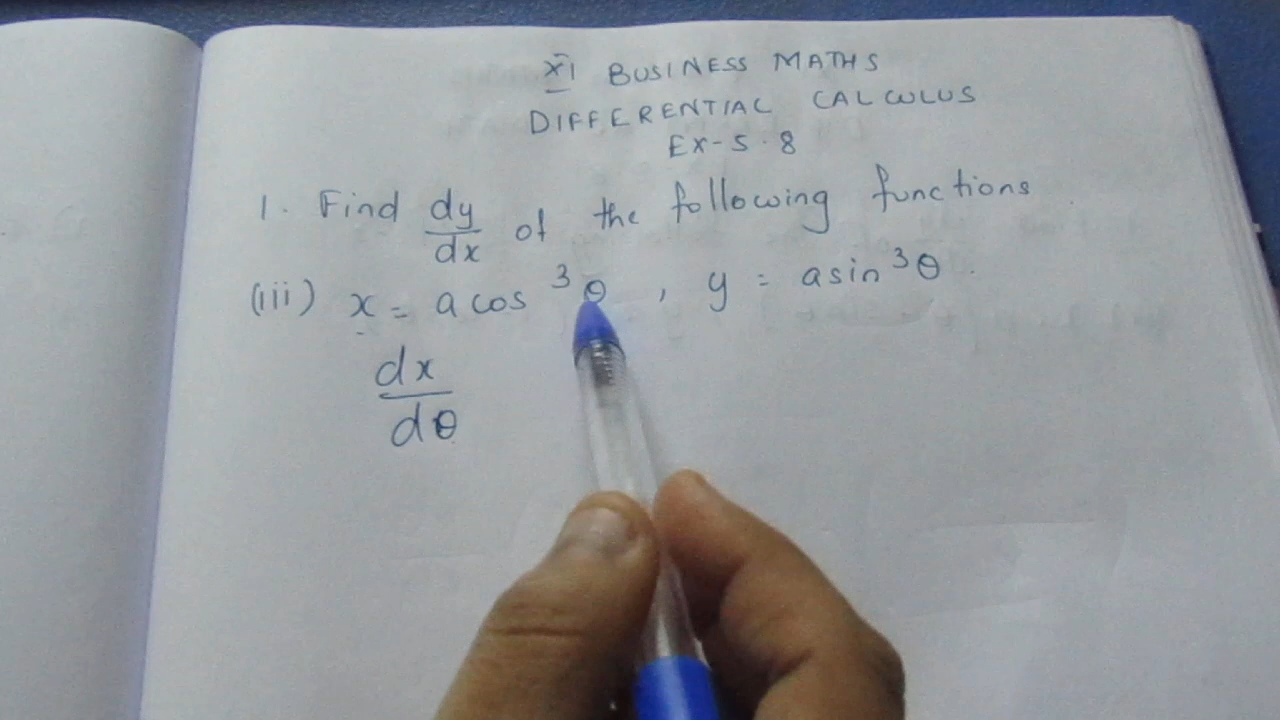 XI BUSINESS MATHS
DIFFERENTIAL CALCULUS
EX-5.8
1. Find dy/dx of the following functions
(iii) x = a cos³θ , y = a sin³θ.
dx/dθ